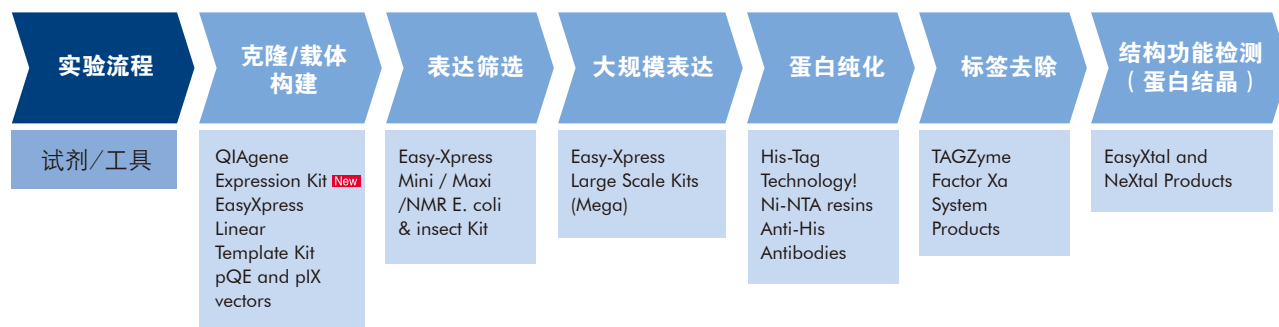 实验流程
克隆/载体
构建
表达筛选
大规模表达
蛋白纯化
标签去除
结构功能检测
（蛋白结晶）
试剂/工具
QIAgene
Expression Kit New
EasyXpress
Linear
Template Kit
pQE and pIX
vectors
Easy-Xpress
Mini / Maxi
/NMR E. coli
& insect Kit
Easy-Xpress
Large Scale Kits
(Mega)
His-Tag
Technology!
Ni-NTA resins
Anti-His
Antibodies
TAGZyme
Factor Xa
System
Products
EasyXtal and
NeXtal Products